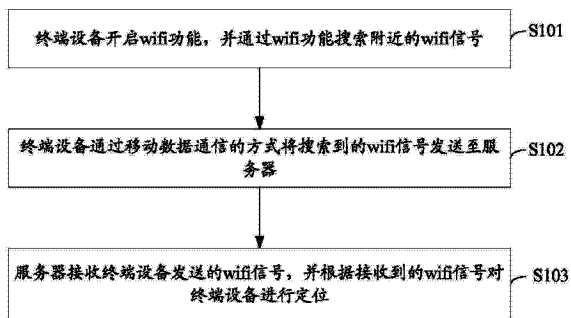 终端设备开启wifi功能，并通过wifi功能搜索附近的wifi信号
S101
终端设备通过移动数据通信的方式将搜索到的wifi信号发送至服
务器
S102
服务器接收终端设备发送的wifi信号，并根据接收到的wifi信号对
终端设备进行定位
S103